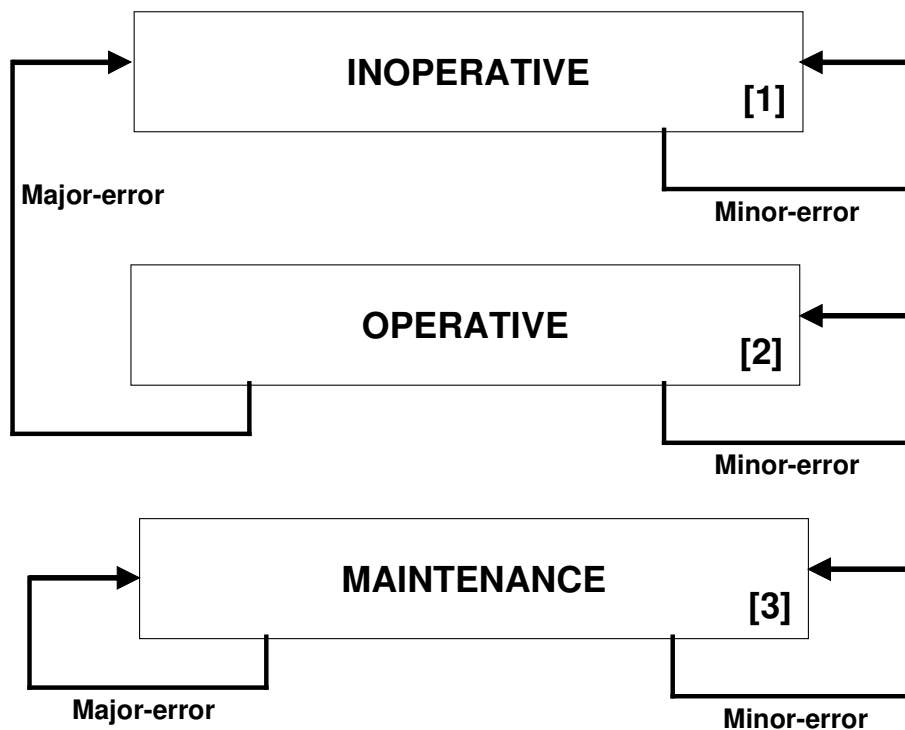 INOPERATIVE
[1]
Major-error
Minor-error
OPERATIVE
[2]
Minor-error
MAINTENANCE
[3]
Major-error
Minor-error